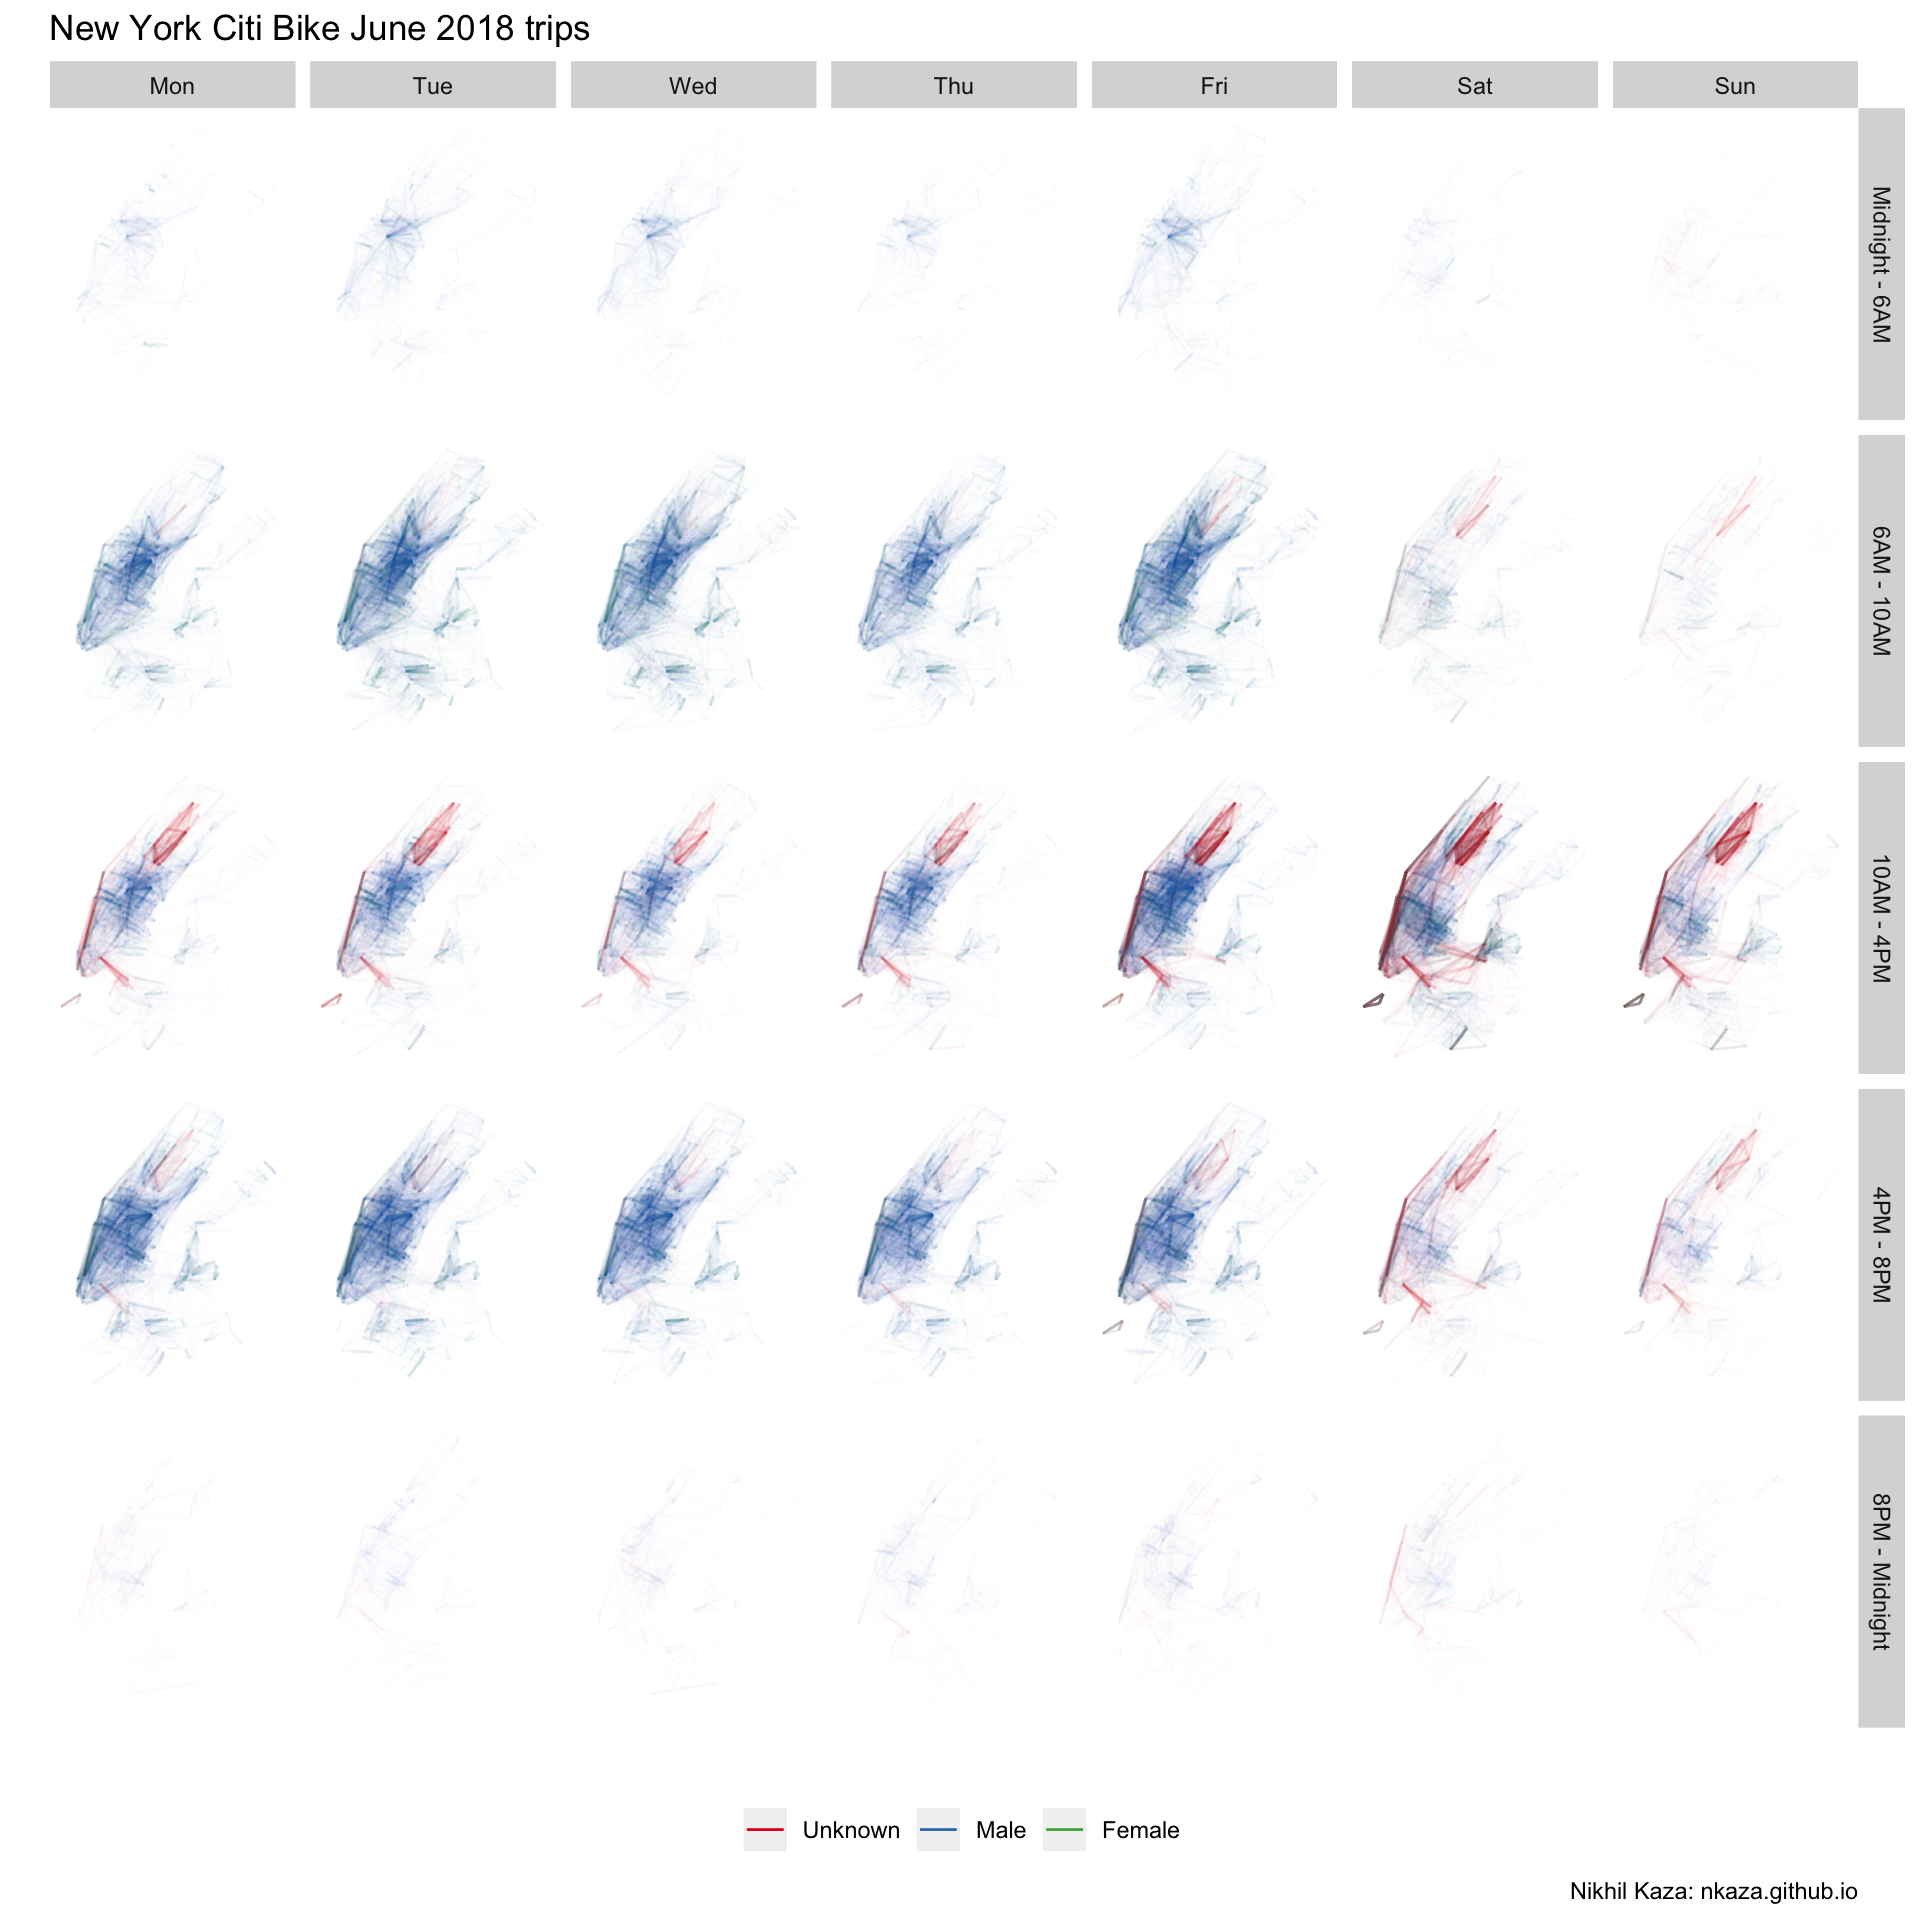 New York Citi Bike June 2018 trips
Mon Tue Wed Thu Fri Sat Sun
Midnight - 6AM
6AM - 10AM
10AM - 4PM
4PM - 8PM
8PM - Midnight
Unknown Male Female
Nikhil Kaza: nkaza.github.io